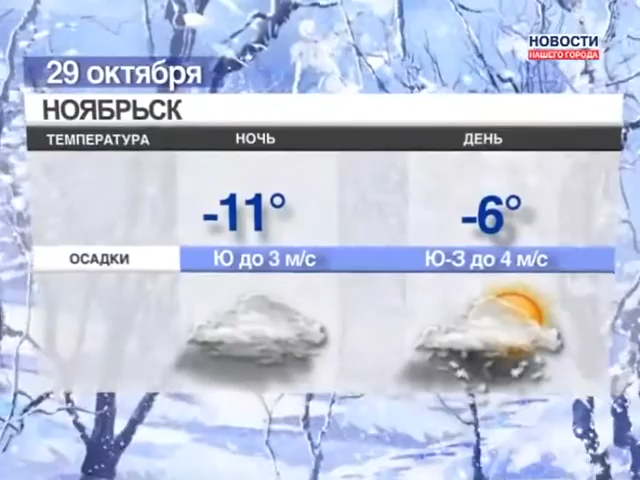 НОВОСТИ
НАШЕГО ГОРОДА
29 октября
НОЯБРЬСК
ТЕМПЕРАТУРА НОЧЬ ДЕНЬ
-11° -6°
ОСАДКИ Ю до 3 м/с Ю-З до 4 м/с